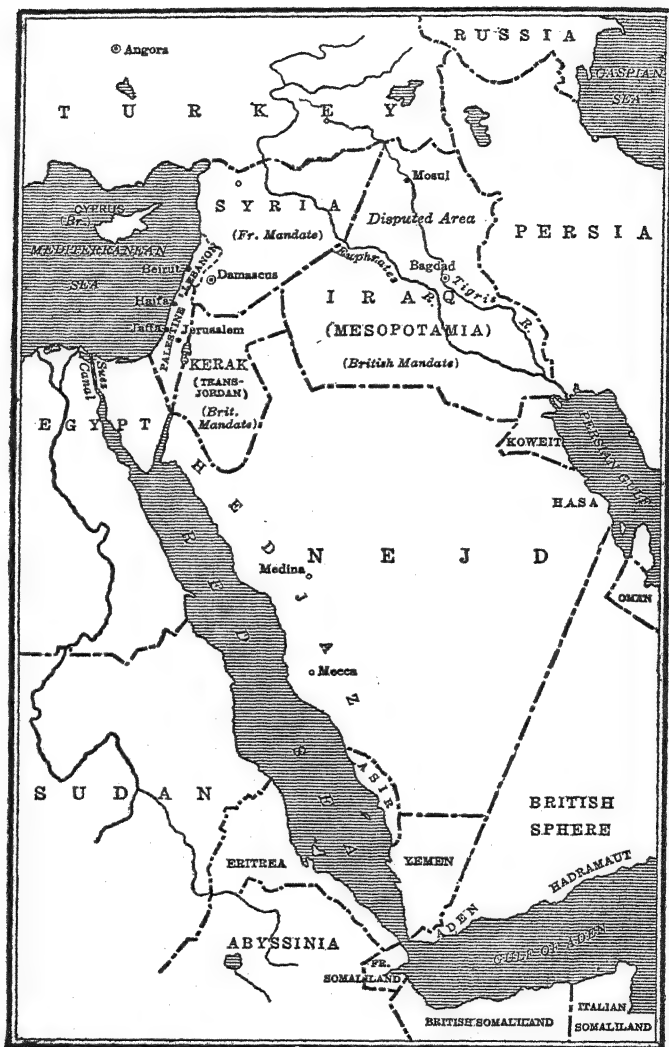 RUSSIA
Angora
CASPIAN
SEA
TURKEY
Mosul
SYRIA
CYPRUS
(Br.)
Disputed Area
(Fr. Mandate)
PERSIA
MEDITERRANEAN
SEA
Euphrates
Beirut
LEBANON
Damascus
Bagdad
Tigris
R.
Haifa
IRAQ
Jaffa
PALESTINE
Jerusalem
(MESOPOTAMIA)
Suez
Canal
KERAK
(TRANS-
JORDAN)
(Brit.
Mandate)
(British Mandate)
EGYPT
KOWEIT
PERSIAN GULF
HEDJAZ
HASA
NEJD
Medina
OMEN
RED SEA
Mecca
ASIR
SUDAN
BRITISH
SPHERE
ERITREA
YEMEN
HADRAMAUT
ADEN
GULF OF ADEN
ABYSSINIA
FR.
SOMALILAND
BRITISH SOMALILAND
ITALIAN
SOMALILAND